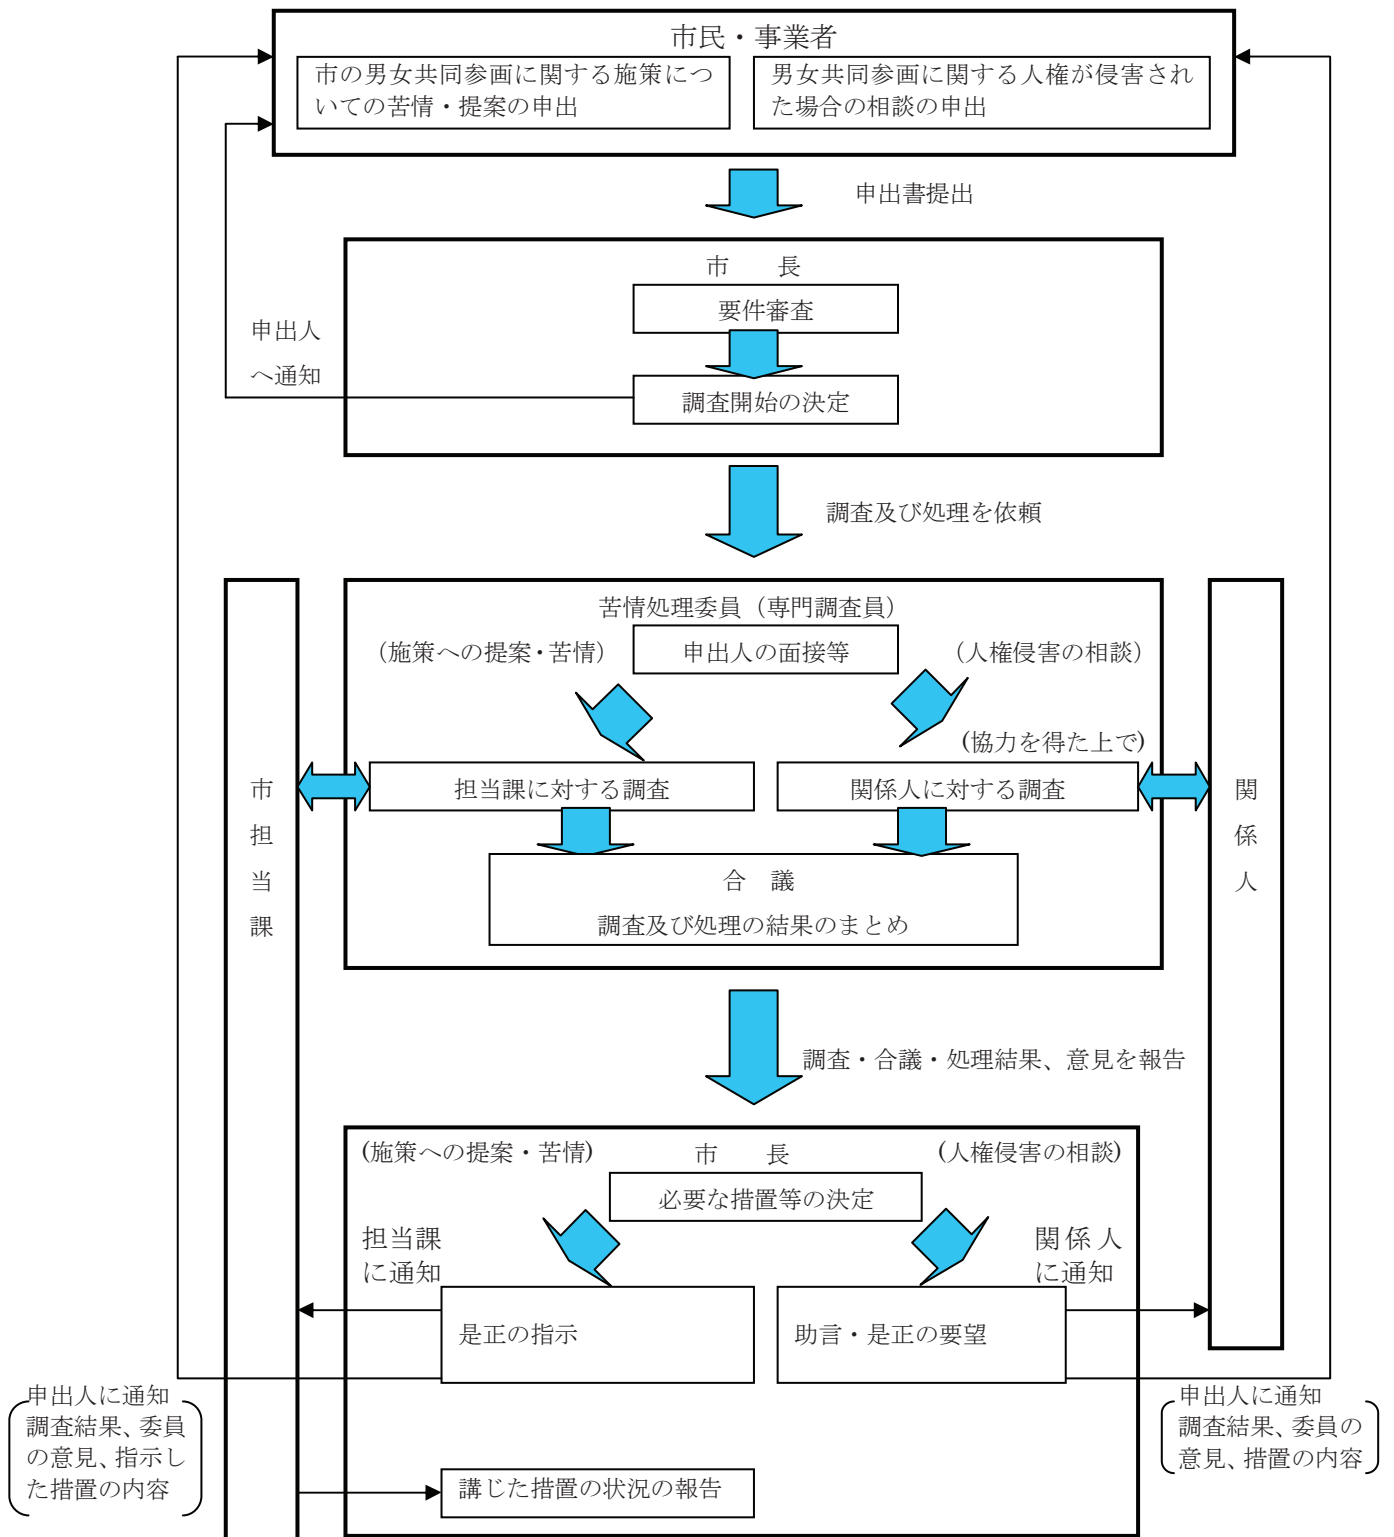 市民・事業者
市の男女共同参画に関する施策につ
いての苦情・提案の申出
男女共同参画に関する人権が侵害され
た場合の相談の申出
申出書提出
市　　長
要件審査
申出人
へ通知
調査開始の決定
調査及び処理を依頼
苦情処理委員（専門調査員）
（施策への提案・苦情）
申出人の面接等
（人権侵害の相談）
(協力を得た上で)
市担当課
担当課に対する調査
関係人に対する調査
関係人
合　議
調査及び処理の結果のまとめ
調査・合議・処理結果、意見を報告
(施策への提案・苦情)
市　　長
(人権侵害の相談)
必要な措置等の決定
担当課
に通知
関係人
に通知
是正の指示
助言・是正の要望
申出人に通知
調査結果、委員
の意見、指示し
た措置の内容
申出人に通知
調査結果、委員の
意見、措置の内容
講じた措置の状況の報告